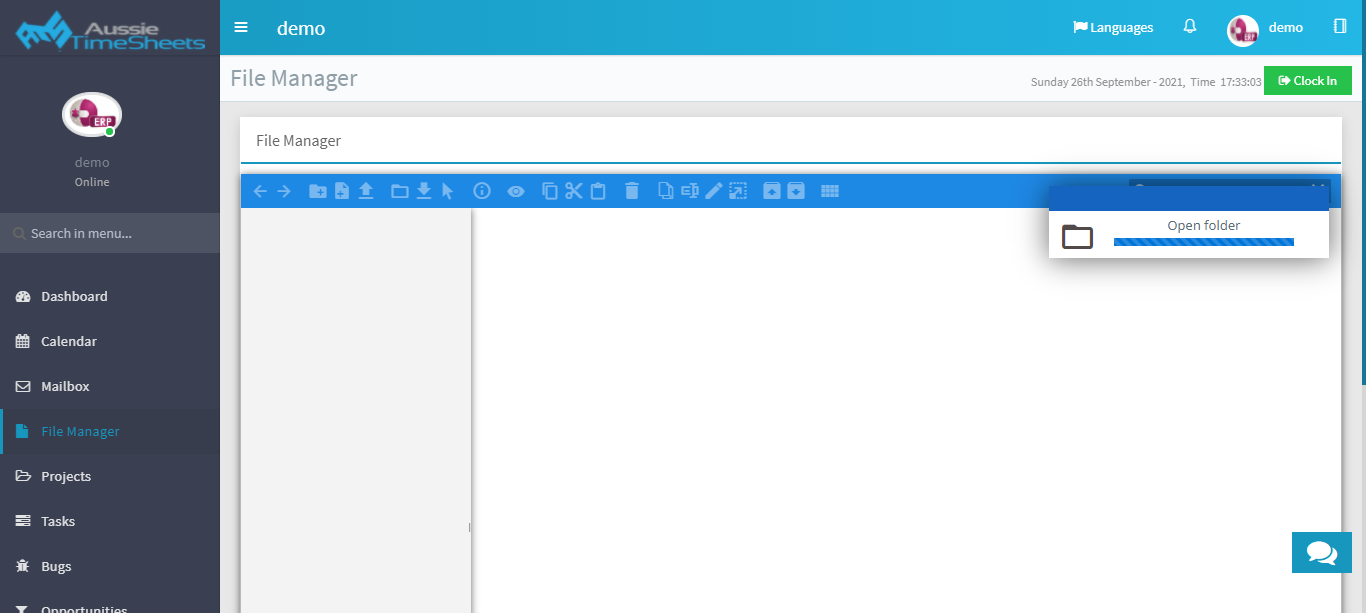 Aussie
TimeSheets
demo
Languages
demo
File Manager
Sunday 26th September - 2021, Time 17:33:03
Clock In
ERP
demo
Online
Search in menu...
File Manager
Open folder
Dashboard
Calendar
Mailbox
File Manager
Projects
Tasks
Bugs
Opportunities